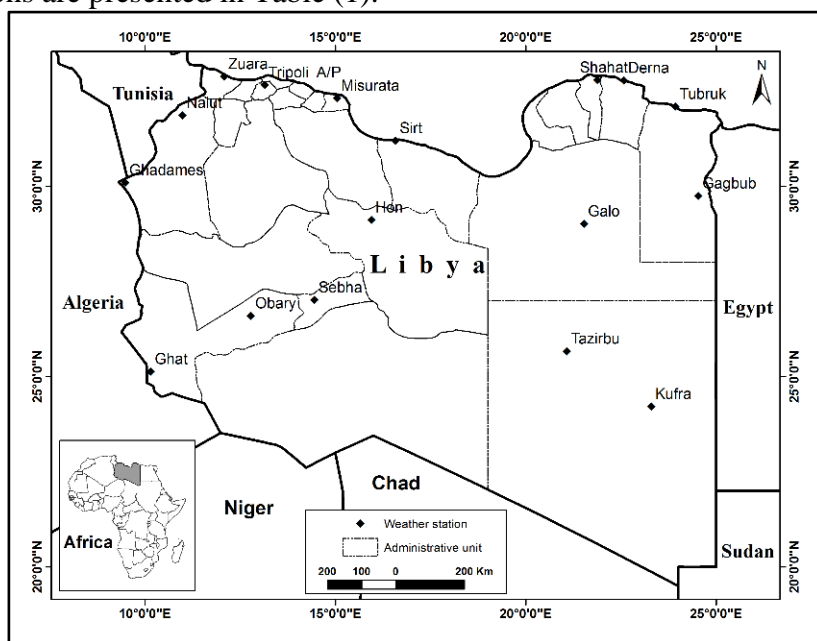 ons are presented in Table (1).
N
Zuara
Tripoli A/P
Misurata
Shahat
Derna
Tunisia
Nalut
Tubruk
Sirt
Ghadames
Gagbub
Hon
Galo
Libya
Algeria
Sebha
Obary
Egypt
Tazirbu
Ghat
Kufra
Chad
Niger
Africa
Weather station
Administrative unit
200 100 0 200 Km
Sudan
30°0'0"N
25°0'0"N
20°0'0"N
30°0'0"N
25°0'0"N
20°0'0"N
10°0'0"E 15°0'0"E 20°0'0"E 25°0'0"E